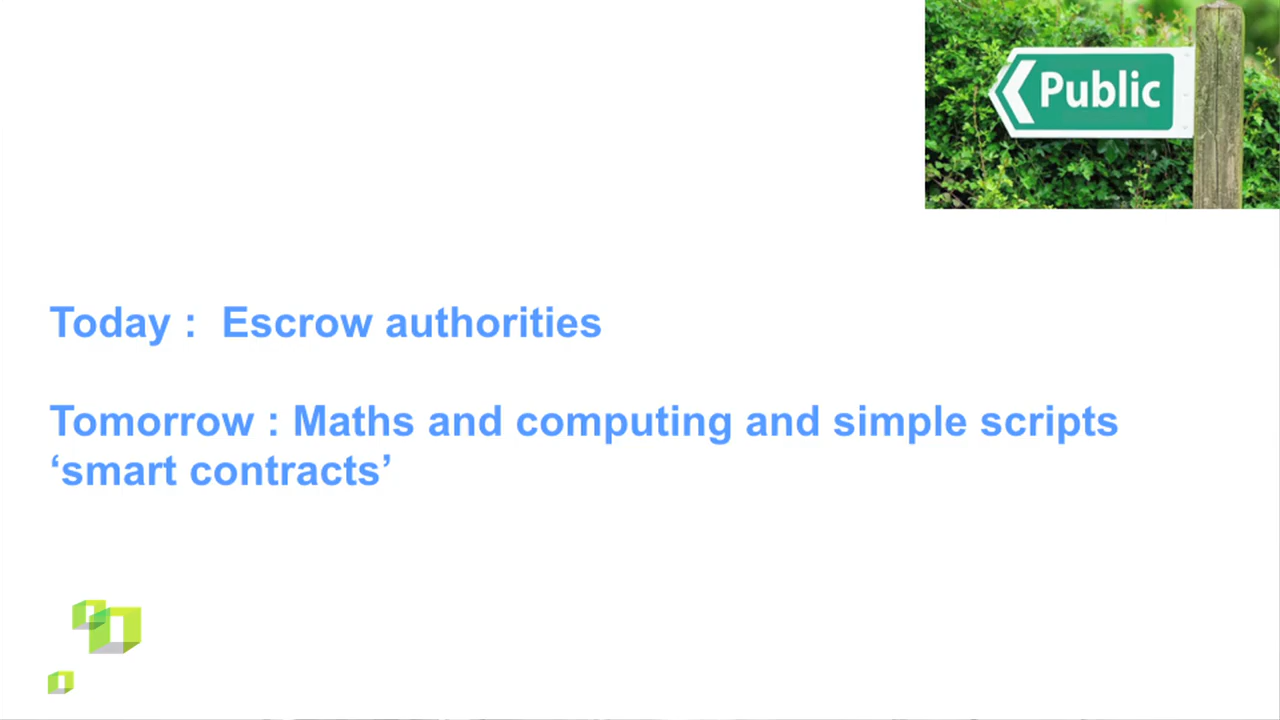 Public
Today :  Escrow authorities
Tomorrow : Maths and computing and simple scripts
‘smart contracts’